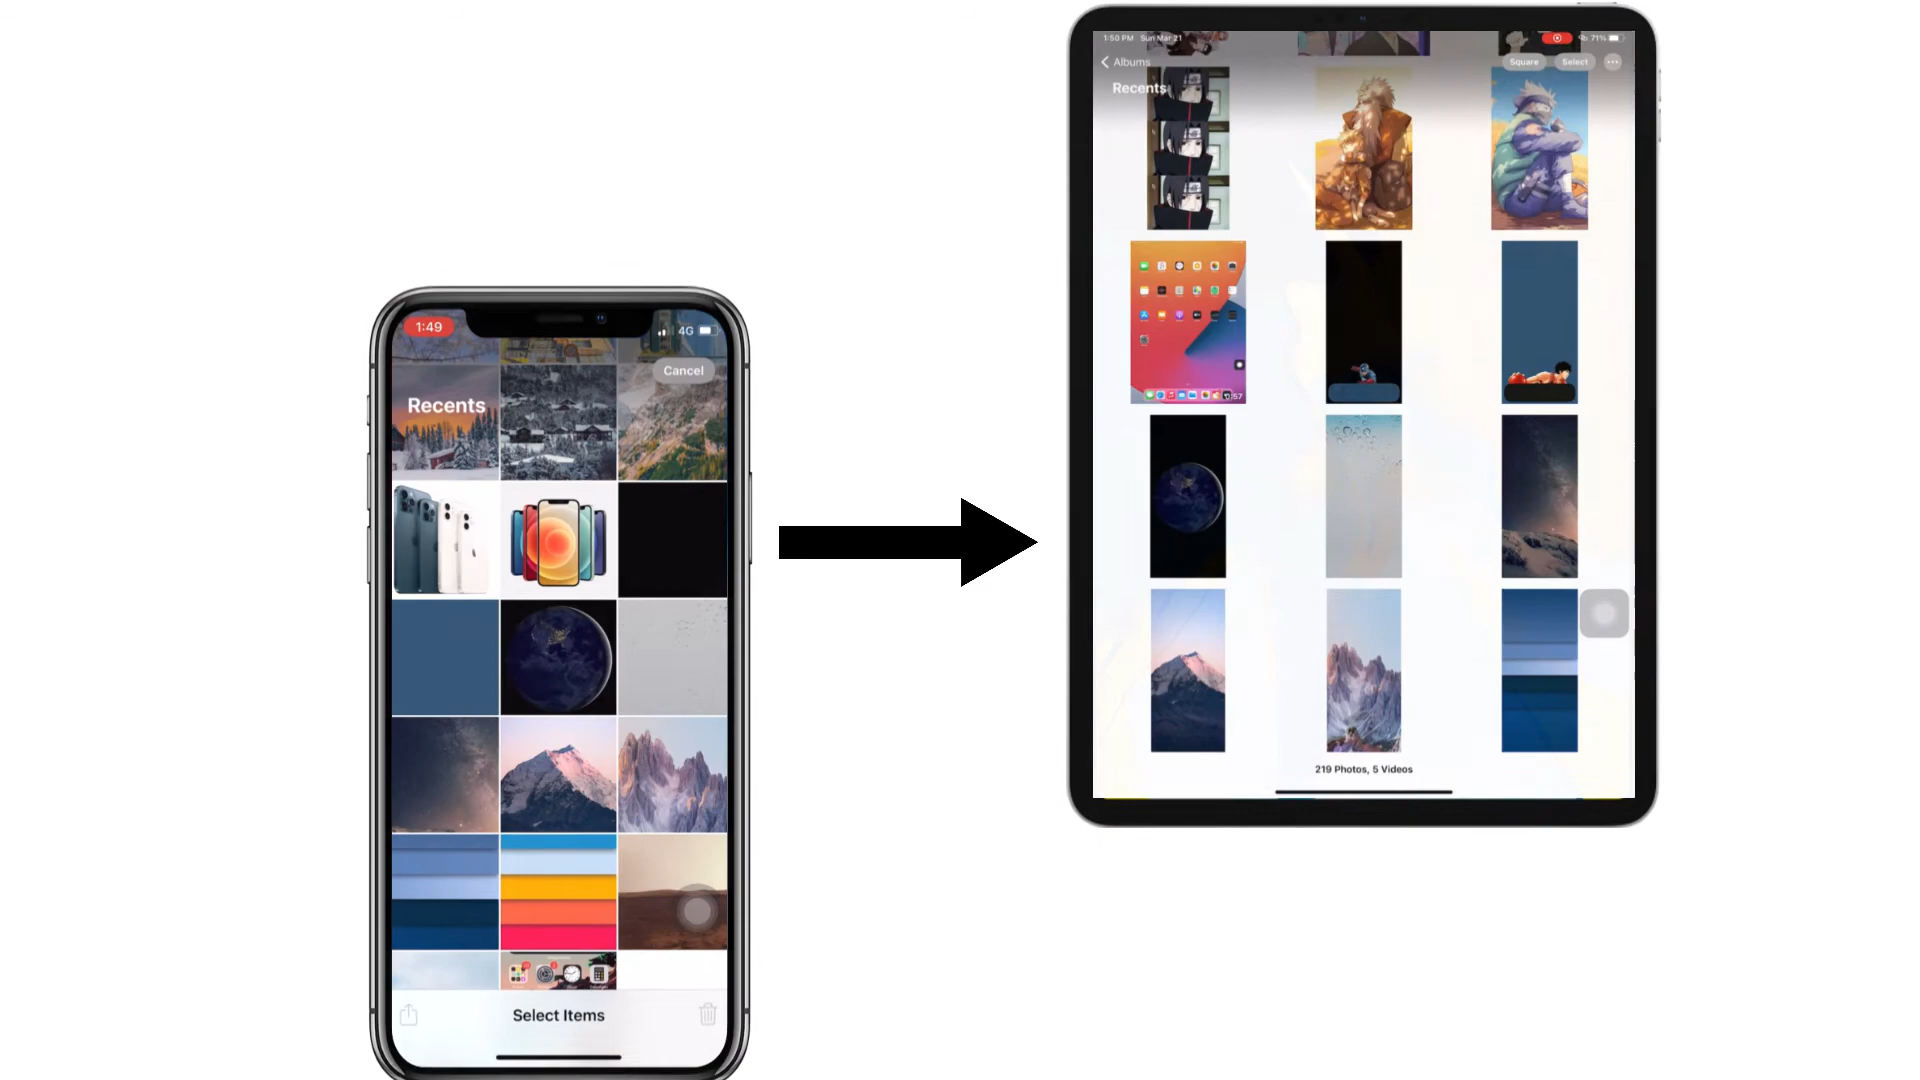 1:49
4G
Cancel
Recents
Select Items
1:50 PM Sun Mar 21
71%
Albums
Square
Select
Recents
219 Photos, 5 Videos